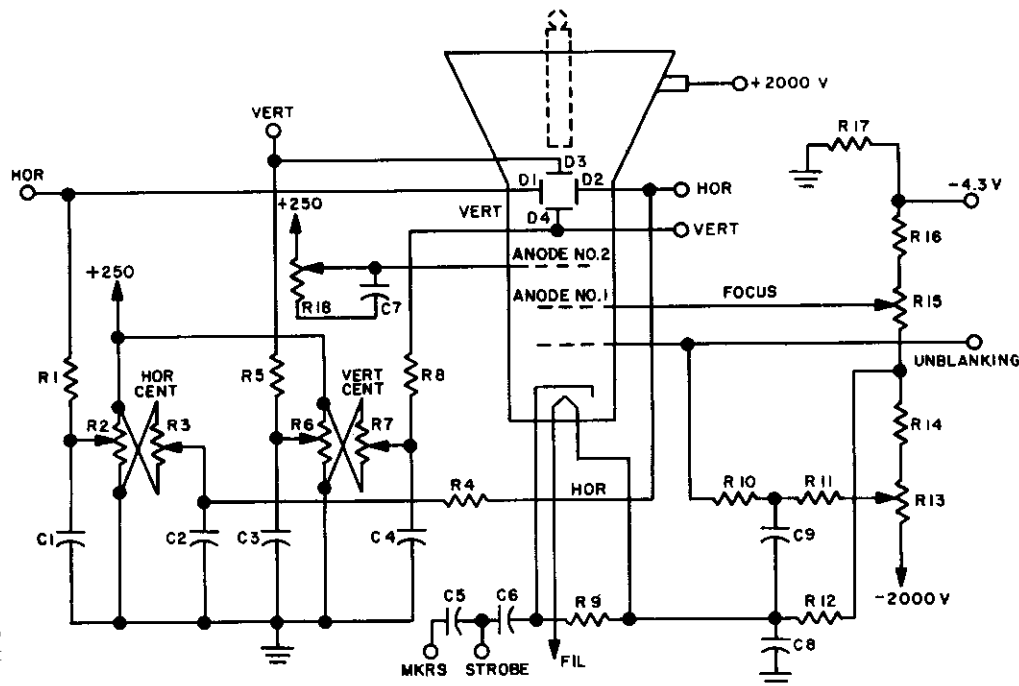 +2000 V
VERT
R17
HOR
D3
D1
D2
HOR
-4.3 V
+250
VERT
D4
VERT
R16
ANODE NO.2
+250
ANODE NO.1
FOCUS
R15
R18
C7
UNBLANKING
R1
HOR
CENT
R5
VERT
CENT
R8
R2
R3
R6
R7
R14
R4
HOR
R10
R11
R13
C1
C2
C3
C4
C9
C5
C6
R9
R12
-2000 V
C8
MKRS
STROBE
FIL